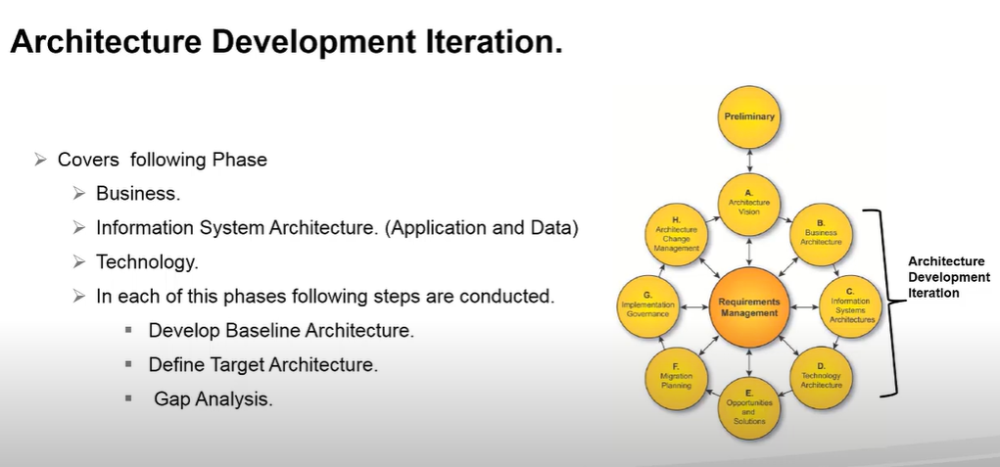 Architecture Development Iteration.
Covers following Phase
Business.
Information System Architecture. (Application and Data)
Technology.
In each of this phases following steps are conducted.
Develop Baseline Architecture.
Define Target Architecture.
Gap Analysis.
Preliminary
A.
Architecture
Vision
H.
Architecture
Change
Management
B.
Business
Architecture
G.
Implementation
Governance
Requirements
Management
C.
Information
Systems
Architectures
F.
Migration
Planning
D.
Technology
Architecture
E.
Opportunities
and
Solutions
Architecture
Development
Iteration